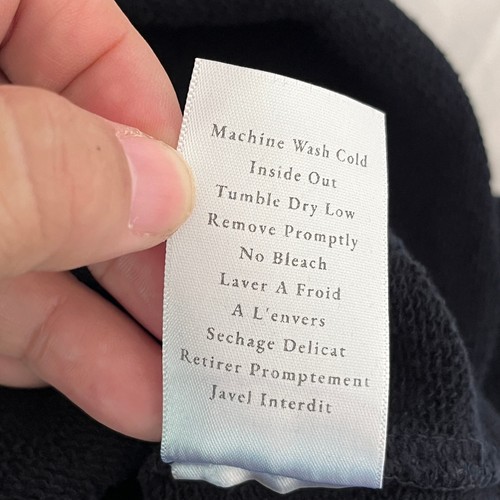 Machine Wash Cold
Inside Out
Tumble Dry Low
Remove Promptly
No Bleach
Laver A Froid
A L'envers
Sechage Delicat
Retirer Promptement
Javel Interdit